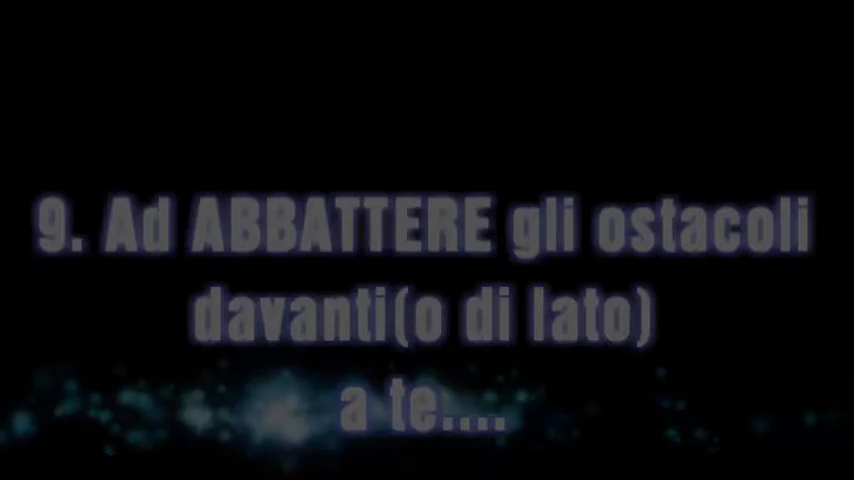 9. Ad ABBATTERE gli ostacoli
davanti(o di lato)
a te....